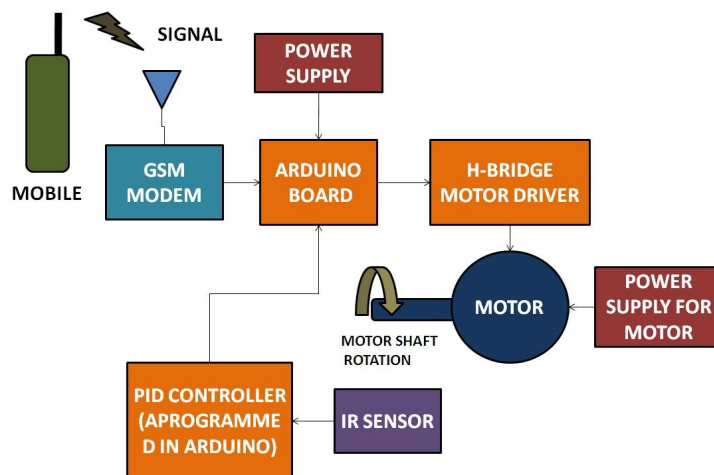 SIGNAL
POWER
SUPPLY
MOBILE
GSM
MODEM
ARDUINO
BOARD
H-BRIDGE
MOTOR DRIVER
MOTOR
POWER
SUPPLY FOR
MOTOR
MOTOR SHAFT
ROTATION
PID CONTROLLER
(APROGRAMME
D IN ARDUINO)
IR SENSOR